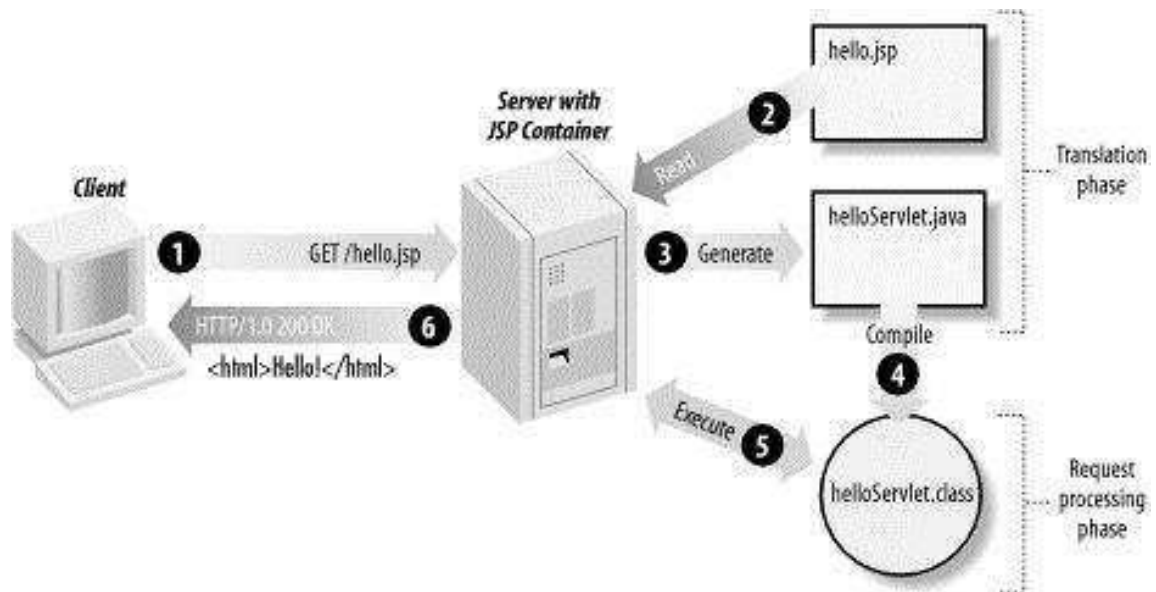 hello.jsp
Server with
JSP Container
2
Read
Translation
phase
Client
helloServlet.java
1
GET /hello.jsp
3
Generate
6
HTTP/1.0 200 OK
<html>Hello!</html>
Compile
4
Execute
5
helloServlet.class
Request
processing
phase